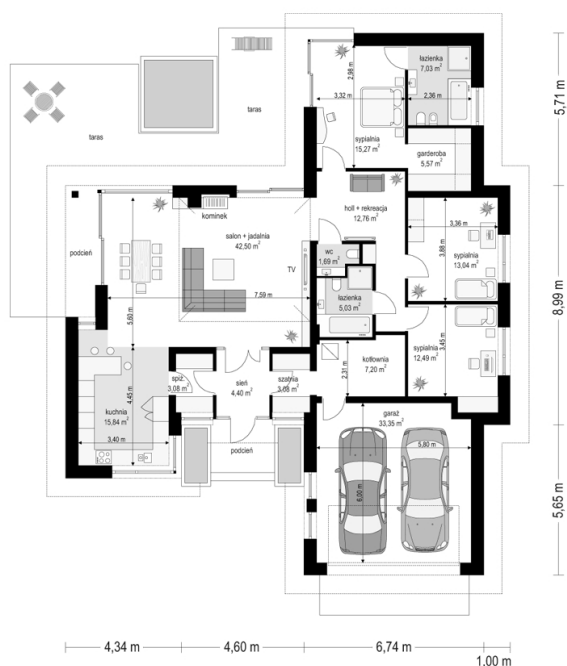 taras
taras
łazienka
7,03 m²
2,98 m
3,32 m
2,36 m
sypialnia
15,27 m²
garderoba
5,57 m²
5,71 m
kominek
holl + rekreacja
12,76 m²
3,36 m
podcień
salon + jadalnia
42,50 m²
3,88 m
sypialnia
13,04 m²
wc
1,69 m²
TV
7,59 m
łazienka
5,03 m²
8,99 m
5,60 m
sypialnia
12,49 m²
3,45 m
2,31 m
kotłownia
7,20 m²
spiż.
3,08 m²
sień
4,40 m²
szatnia
3,08 m²
4,45 m
kuchnia
15,84 m²
3,40 m
podcień
garaż
33,35 m²
5,80 m
6,00 m
5,65 m
4,34 m
4,60 m
6,74 m
1,00 m